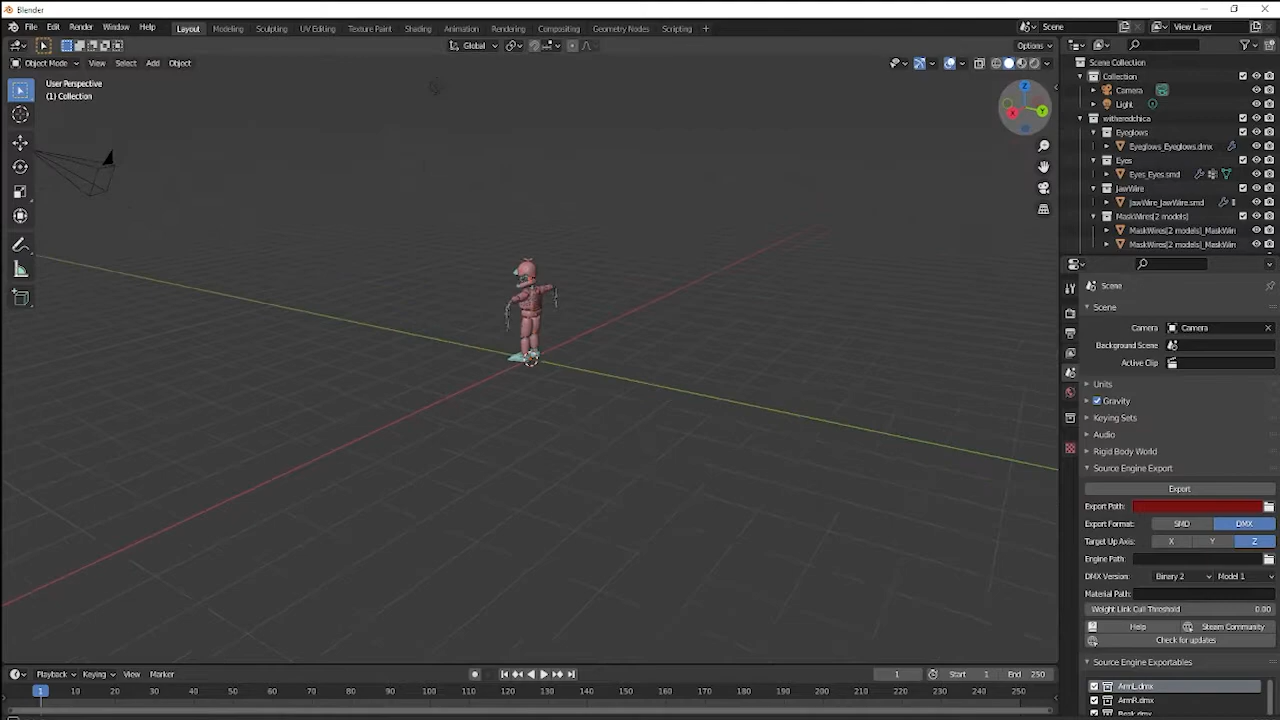 Blender
File Edit Render Window Help
Layout Modeling Sculpting UV Editing Texture Paint Shading Animation Rendering Compositing Geometry Nodes Scripting +
Scene
View Layer
Global
Options
Object Mode View Select Add Object
User Perspective
(1) Collection
Z
X
Y
Scene Collection
Collection
Camera
Light
witheredchica
Eyeglows
Eyeglows_Eyeglows.dmx
Eyes
Eyes_Eyes.smd
JawWire
JawWire_JawWire.smd
MaskWires[2 models]
MaskWires[2 models]_MaskWir
MaskWires[2 models]_MaskWir
Scene
Scene
Camera Camera
Background Scene
Active Clip
Units
Gravity
Keying Sets
Audio
Rigid Body World
Source Engine Export
Export
Export Path:
Export Format: SMD DMX
Target Up Axis: X Y Z
Engine Path:
DMX Version: Binary 2 Model 1
Material Path:
Weight Link Cull Threshold 0.00
Help Steam Community
Check for updates
Source Engine Exportables
ArmL.dmx
ArmR.dmx
Beak.dmx
Playback Keying View Marker
1 Start 1 End 250
1 10 20 30 40 50 60 70 80 90 100 110 120 130 140 150 160 170 180 190 200 210 220 230 240 250